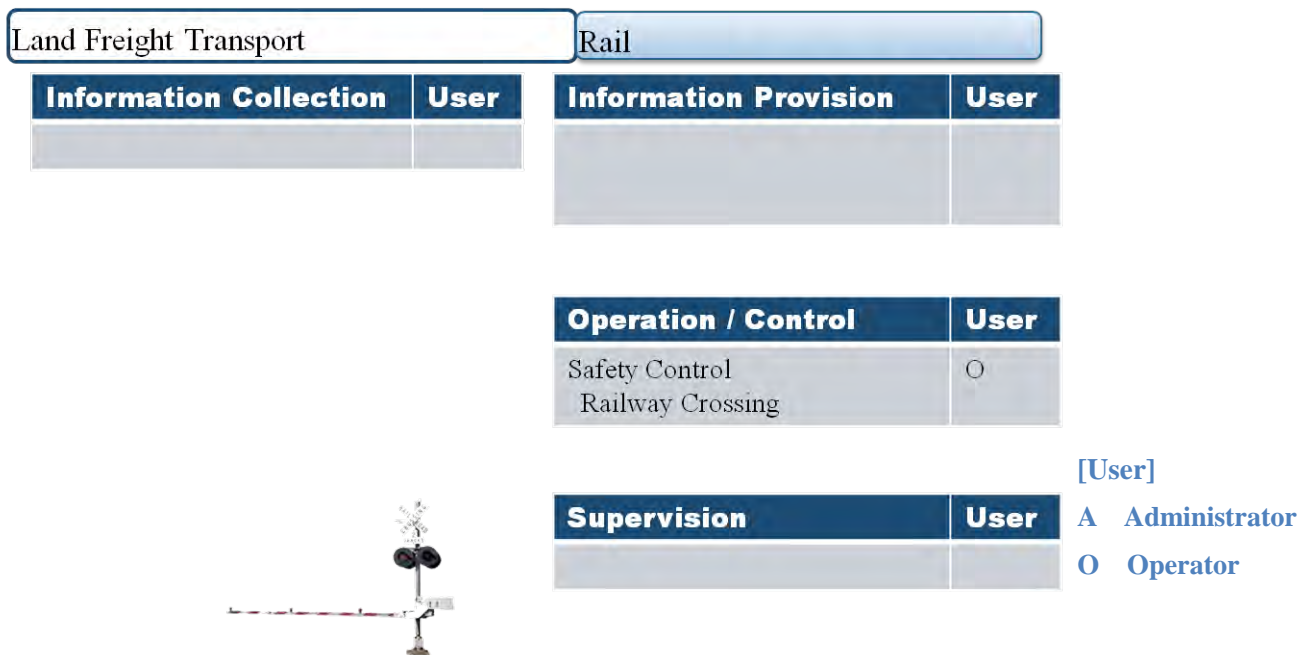 Land Freight Transport
Rail
Information Collection User
Information Provision User
Operation / Control User
Safety Control O
Railway Crossing
Supervision User
[User]
A Administrator
O Operator